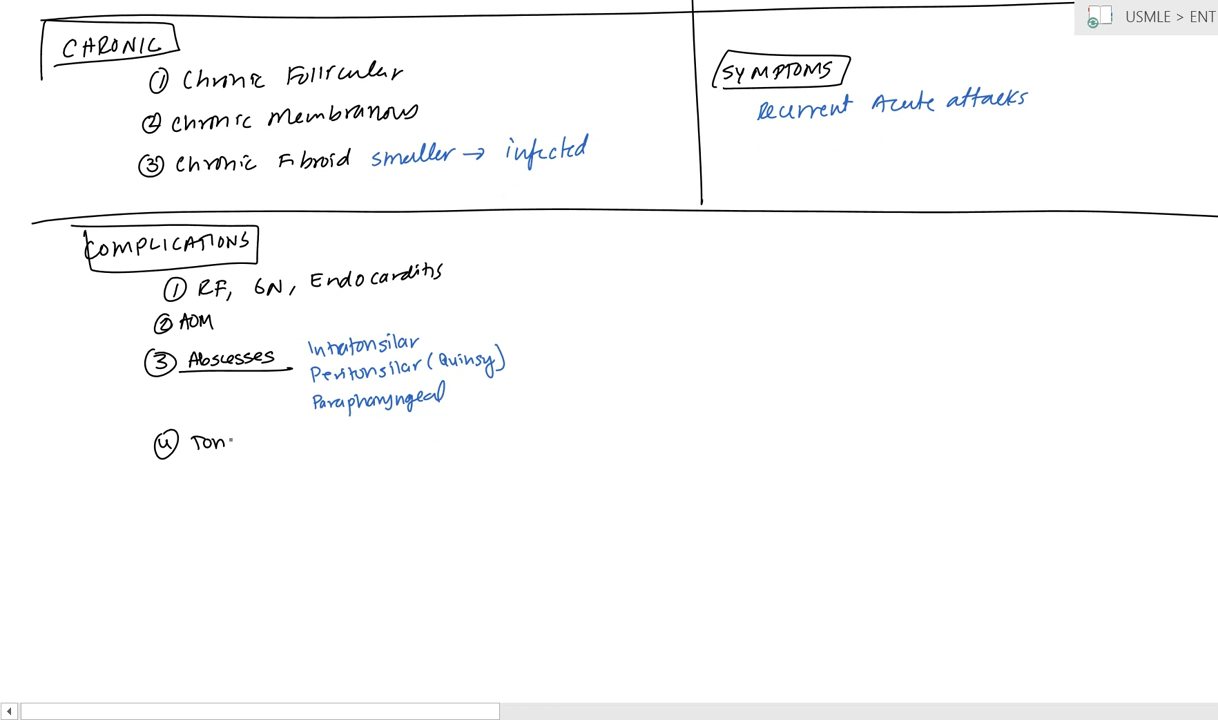 USMLE > ENT
CHRONIC
① Chronic Follicular
② Chronic Membranous
③ Chronic Fibroid smaller → infected
SYMPTOMS
Recurrent Acute attacks
COMPLICATIONS
① RF, GN, Endocarditis
② AOM
③ Abscesses
Intratonsilar
Peritonsilar (Quinsy)
Parapharyngeal
④ Ton